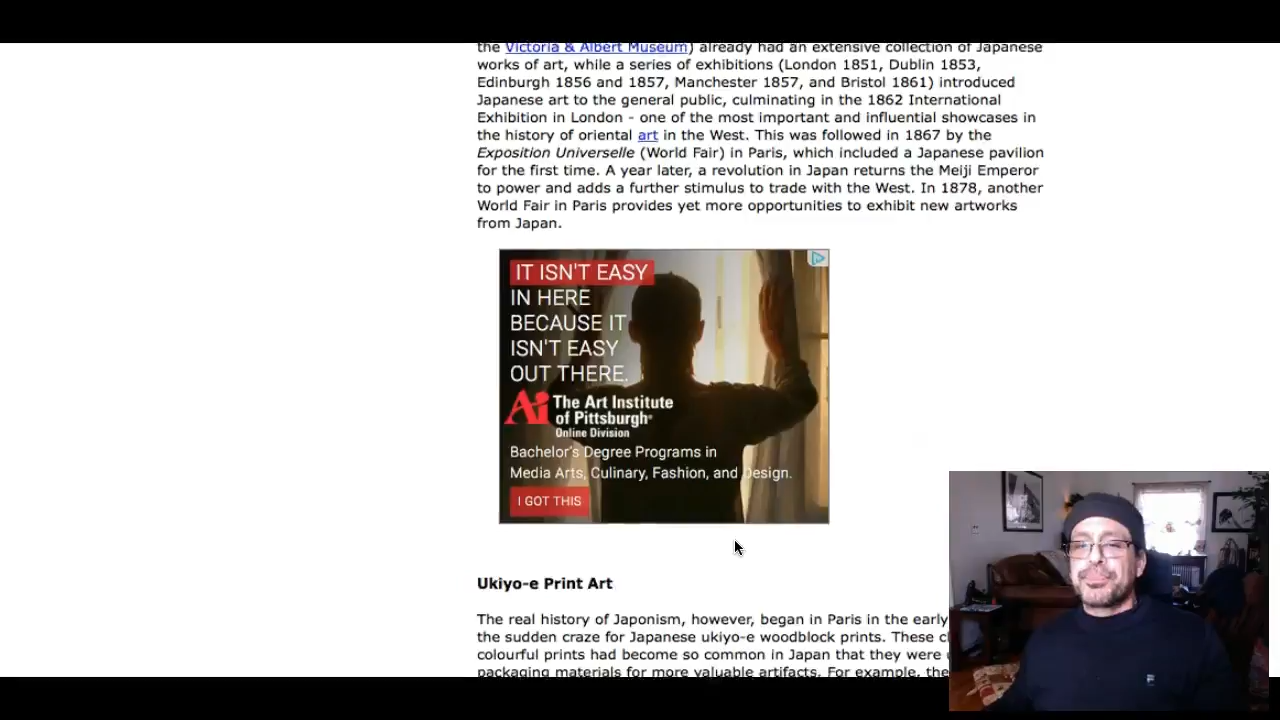 the Victoria & Albert Museum) already had an extensive collection of Japanese
works of art, while a series of exhibitions (London 1851, Dublin 1853,
Edinburgh 1856 and 1857, Manchester 1857, and Bristol 1861) introduced
Japanese art to the general public, culminating in the 1862 International
Exhibition in London - one of the most important and influential showcases in
the history of oriental art in the West. This was followed in 1867 by the
Exposition Universelle (World Fair) in Paris, which included a Japanese pavilion
for the first time. A year later, a revolution in Japan returns the Meiji Emperor
to power and adds a further stimulus to trade with the West. In 1878, another
World Fair in Paris provides yet more opportunities to exhibit new artworks
from Japan.
IT ISN'T EASY
IN HERE
BECAUSE IT
ISN'T EASY
OUT THERE.
Ai The Art Institute
of Pittsburgh
Online Division
Bachelor's Degree Programs in
Media Arts, Culinary, Fashion, and Design.
I GOT THIS
Ukiyo-e Print Art
The real history of Japonism, however, began in Paris in the early
the sudden craze for Japanese ukiyo-e woodblock prints. These
colourful prints had become so common in Japan that they were
packaging materials for more valuable artifacts. For example, the